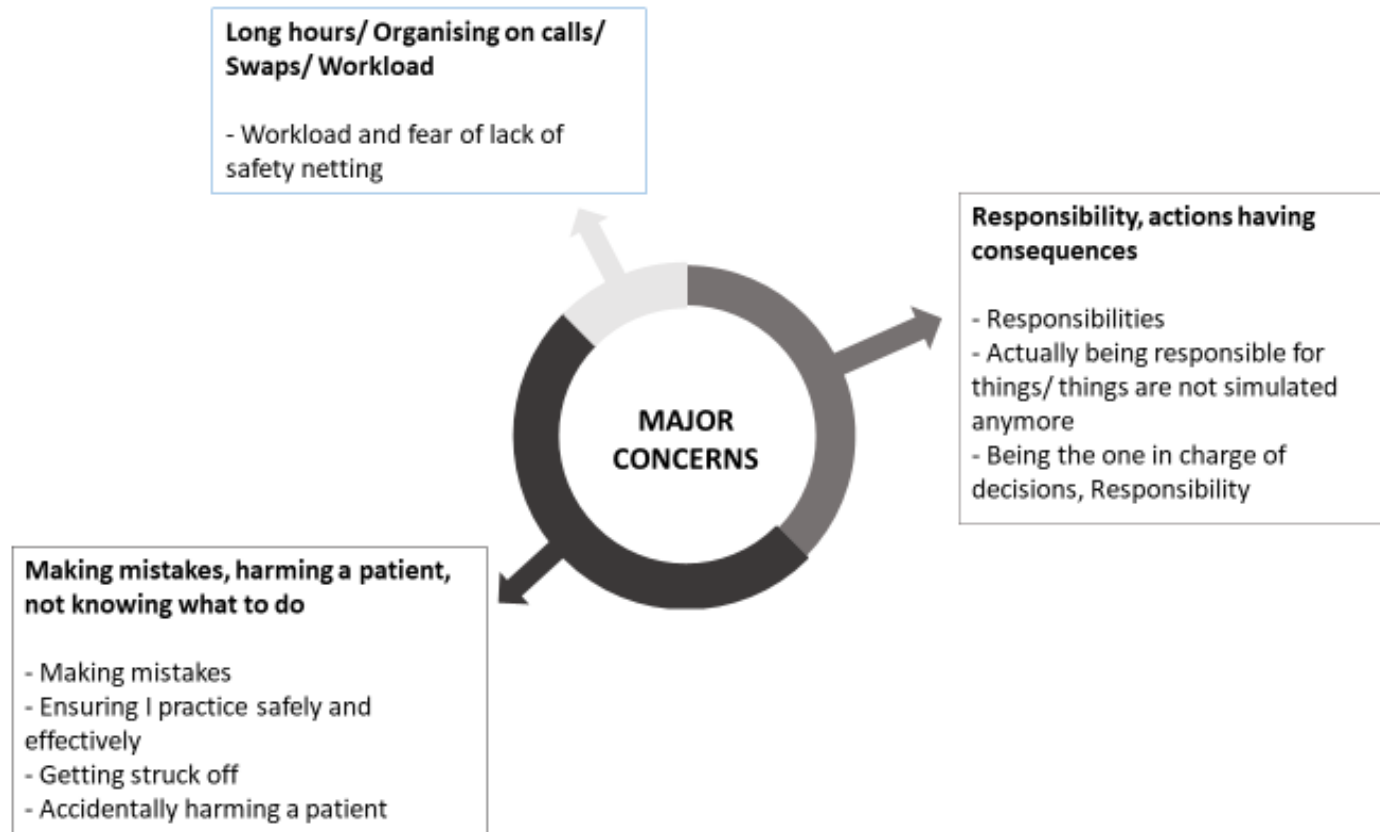 Long hours/ Organising on calls/
Swaps/ Workload
- Workload and fear of lack of
safety netting
Responsibility, actions having
consequences
- Responsibilities
- Actually being responsible for
things/ things are not simulated
anymore
- Being the one in charge of
decisions, Responsibility
MAJOR
CONCERNS
Making mistakes, harming a patient,
not knowing what to do
- Making mistakes
- Ensuring I practice safely and
effectively
- Getting struck off
- Accidentally harming a patient